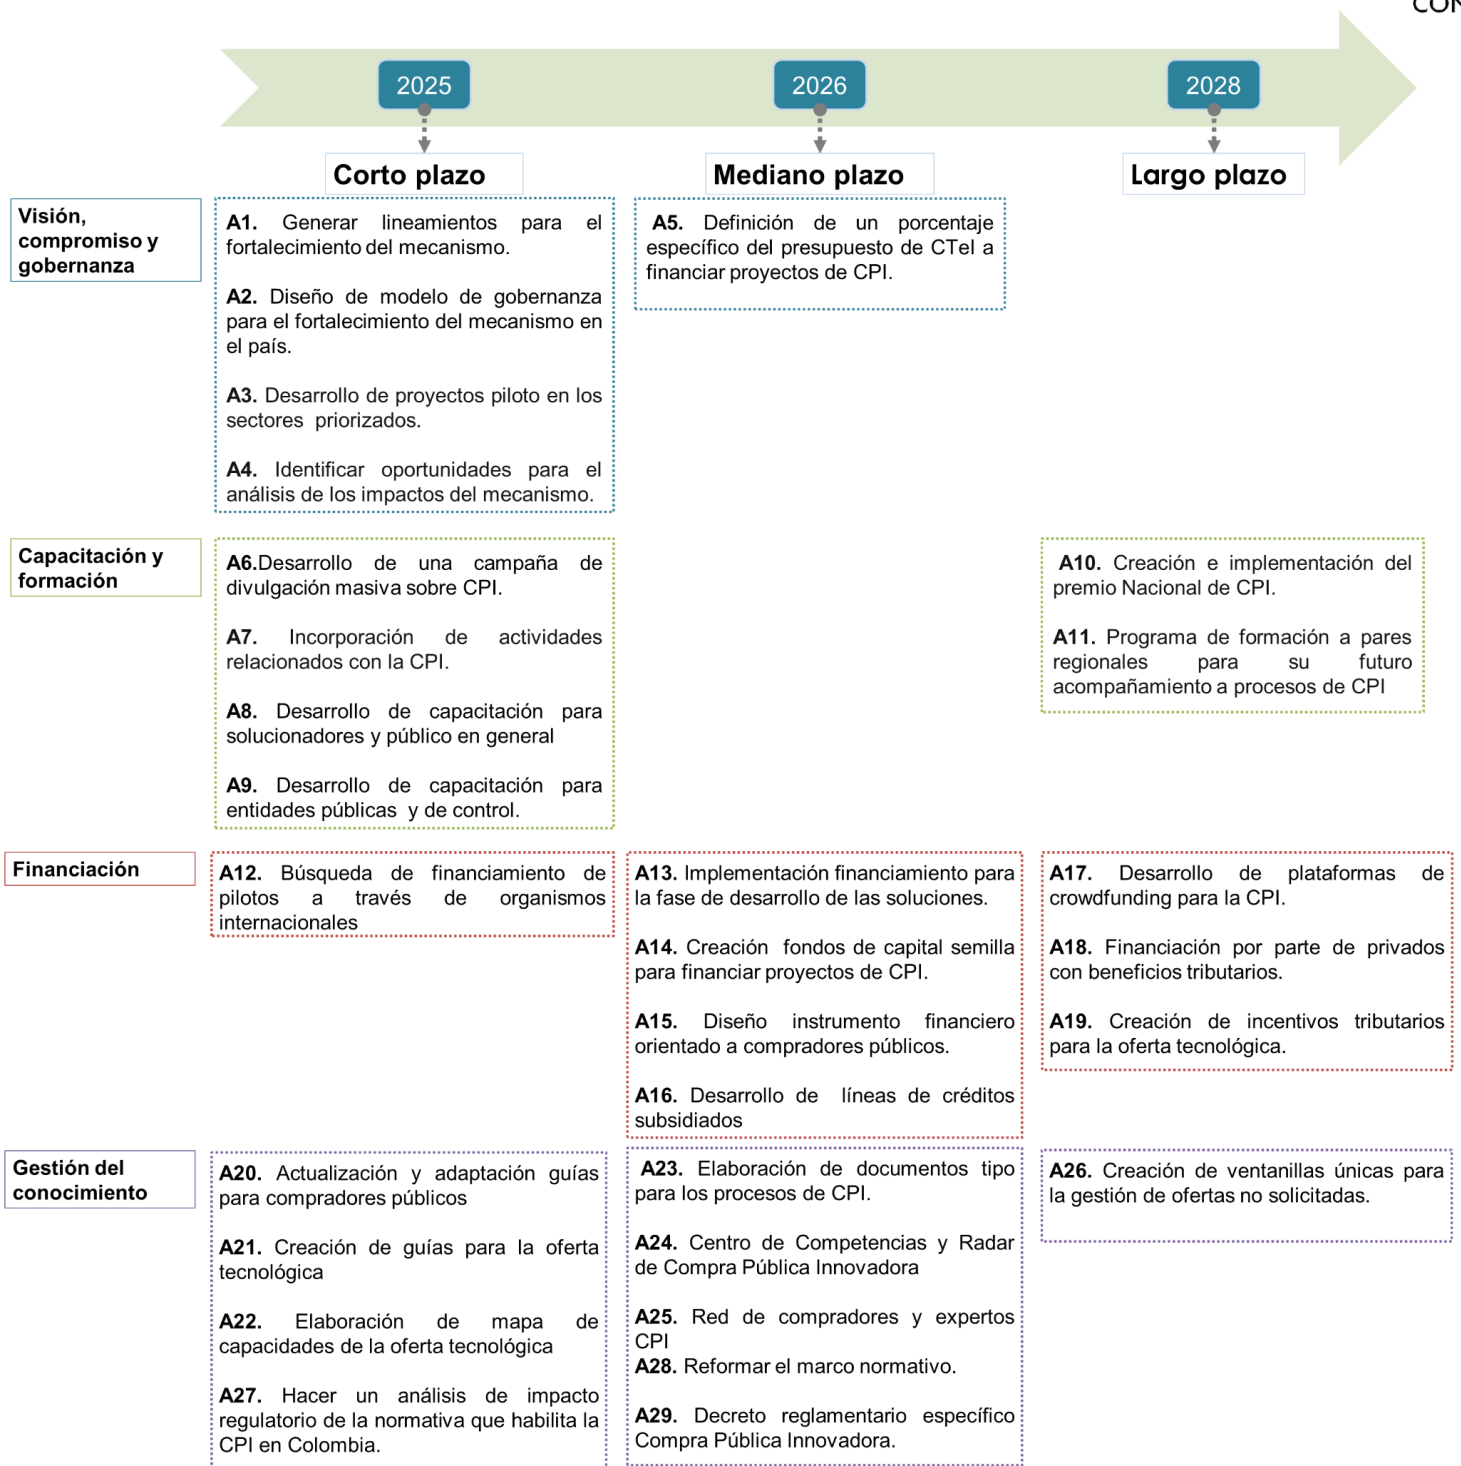 CON
2025
2026
2028
Corto plazo
Mediano plazo
Largo plazo
Visión,
compromiso y
gobernanza
A1. Generar lineamientos para el
fortalecimiento del mecanismo.
A2. Diseño de modelo de gobernanza
para el fortalecimiento del mecanismo en
el país.
A3. Desarrollo de proyectos piloto en los
sectores priorizados.
A4. Identificar oportunidades para el
análisis de los impactos del mecanismo.
A5. Definición de un porcentaje
específico del presupuesto de CTeI a
financiar proyectos de CPI.
Capacitación y
formación
A6.Desarrollo de una campaña de
divulgación masiva sobre CPI.
A7. Incorporación de actividades
relacionados con la CPI.
A8. Desarrollo de capacitación para
solucionadores y público en general
A9. Desarrollo de capacitación para
entidades públicas y de control.
A10. Creación e implementación del
premio Nacional de CPI.
A11. Programa de formación a pares
regionales para su futuro
acompañamiento a procesos de CPI
Financiación
A12. Búsqueda de financiamiento de
pilotos a través de organismos
internacionales
A13. Implementación financiamiento para
la fase de desarrollo de las soluciones.
A14. Creación fondos de capital semilla
para financiar proyectos de CPI.
A15. Diseño instrumento financiero
orientado a compradores públicos.
A16. Desarrollo de líneas de créditos
subsidiados
A17. Desarrollo de plataformas de
crowdfunding para la CPI.
A18. Financiación por parte de privados
con beneficios tributarios.
A19. Creación de incentivos tributarios
para la oferta tecnológica.
Gestión del
conocimiento
A20. Actualización y adaptación guías
para compradores públicos
A21. Creación de guías para la oferta
tecnológica
A22. Elaboración de mapa de
capacidades de la oferta tecnológica
A27. Hacer un análisis de impacto
regulatorio de la normativa que habilita la
CPI en Colombia.
A23. Elaboración de documentos tipo
para los procesos de CPI.
A24. Centro de Competencias y Radar
de Compra Pública Innovadora
A25. Red de compradores y expertos
CPI
A28. Reformar el marco normativo.
A29. Decreto reglamentario específico
Compra Pública Innovadora.
A26. Creación de ventanillas únicas para
la gestión de ofertas no solicitadas.